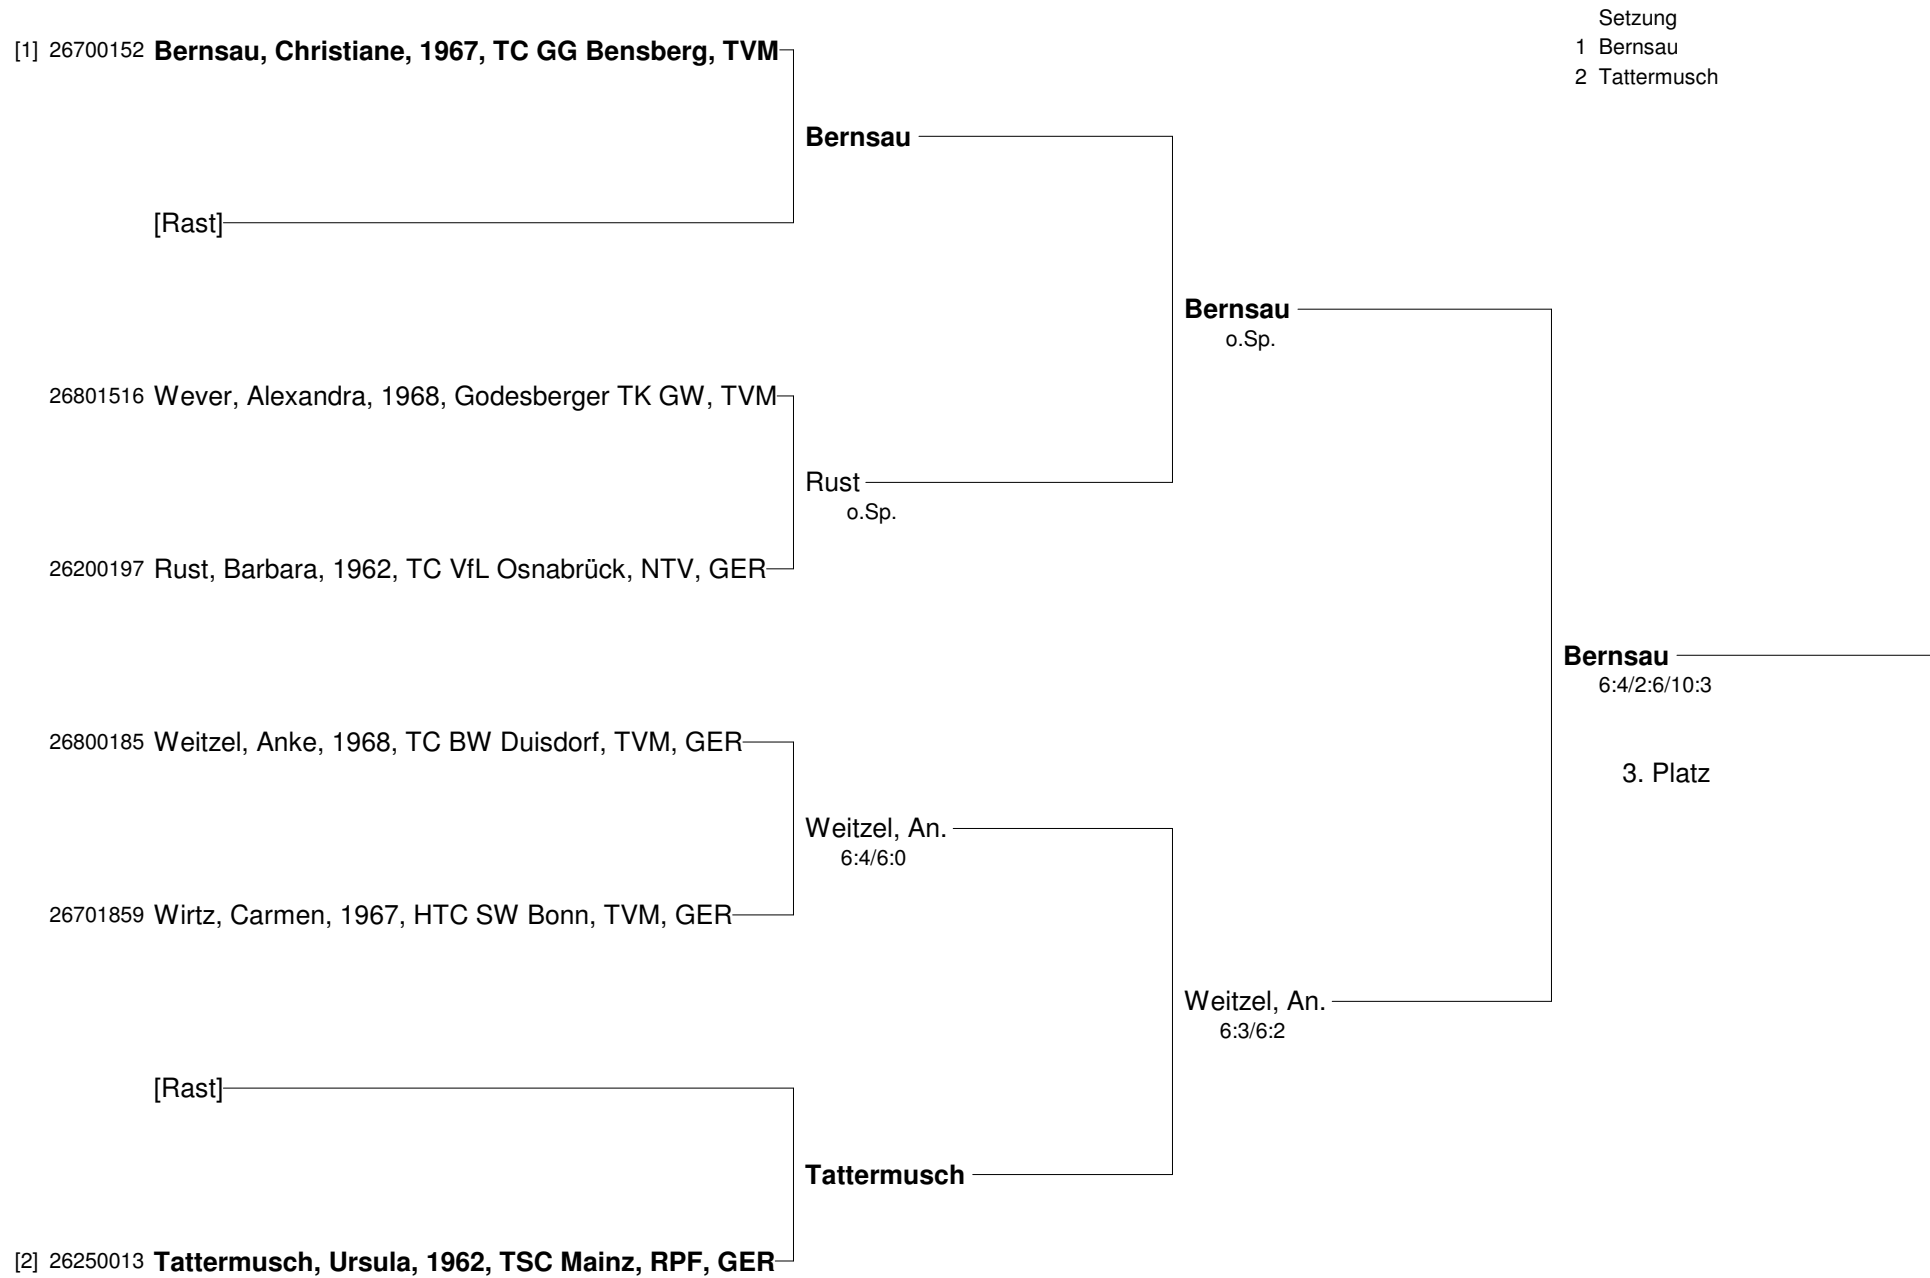 Setzung
1 Bernsau
2 Tattermusch
[1] 26700152 Bernsau, Christiane, 1967, TC GG Bensberg, TVM
Bernsau
[Rast]
Bernsau
o.Sp.
26801516 Wever, Alexandra, 1968, Godesberger TK GW, TVM
Rust
o.Sp.
26200197 Rust, Barbara, 1962, TC VfL Osnabrück, NTV, GER
Bernsau
6:4/2:6/10:3
26800185 Weitzel, Anke, 1968, TC BW Duisdorf, TVM, GER
3. Platz
Weitzel, An.
6:4/6:0
26701859 Wirtz, Carmen, 1967, HTC SW Bonn, TVM, GER
Weitzel, An.
6:3/6:2
[Rast]
Tattermusch
[2] 26250013 Tattermusch, Ursula, 1962, TSC Mainz, RPF, GER